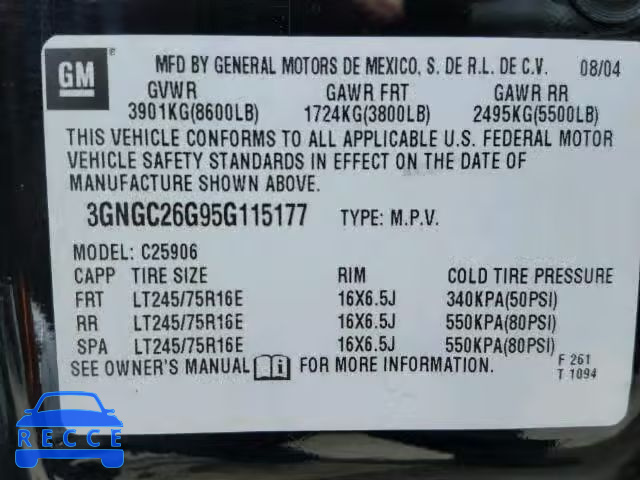 GM
MFD BY GENERAL MOTORS DE MEXICO, S. DE R.L. DE C.V. 08/04
GVWR GAWR FRT GAWR RR
3901KG(8600LB) 1724KG(3800LB) 2495KG(5500LB)
THIS VEHICLE CONFORMS TO ALL APPLICABLE U.S. FEDERAL MOTOR
VEHICLE SAFETY STANDARDS IN EFFECT ON THE DATE OF
MANUFACTURE SHOWN ABOVE.
3GNGC26G95G115177 TYPE: M.P.V.
MODEL: C25906
CAPP TIRE SIZE RIM COLD TIRE PRESSURE
FRT LT245/75R16E 16X6.5J 340KPA(50PSI)
RR LT245/75R16E 16X6.5J 550KPA(80PSI)
SPA LT245/75R16E 16X6.5J 550KPA(80PSI)
SEE OWNER'S MANUAL i FOR MORE INFORMATION.
F 261
T 1094
RECCE